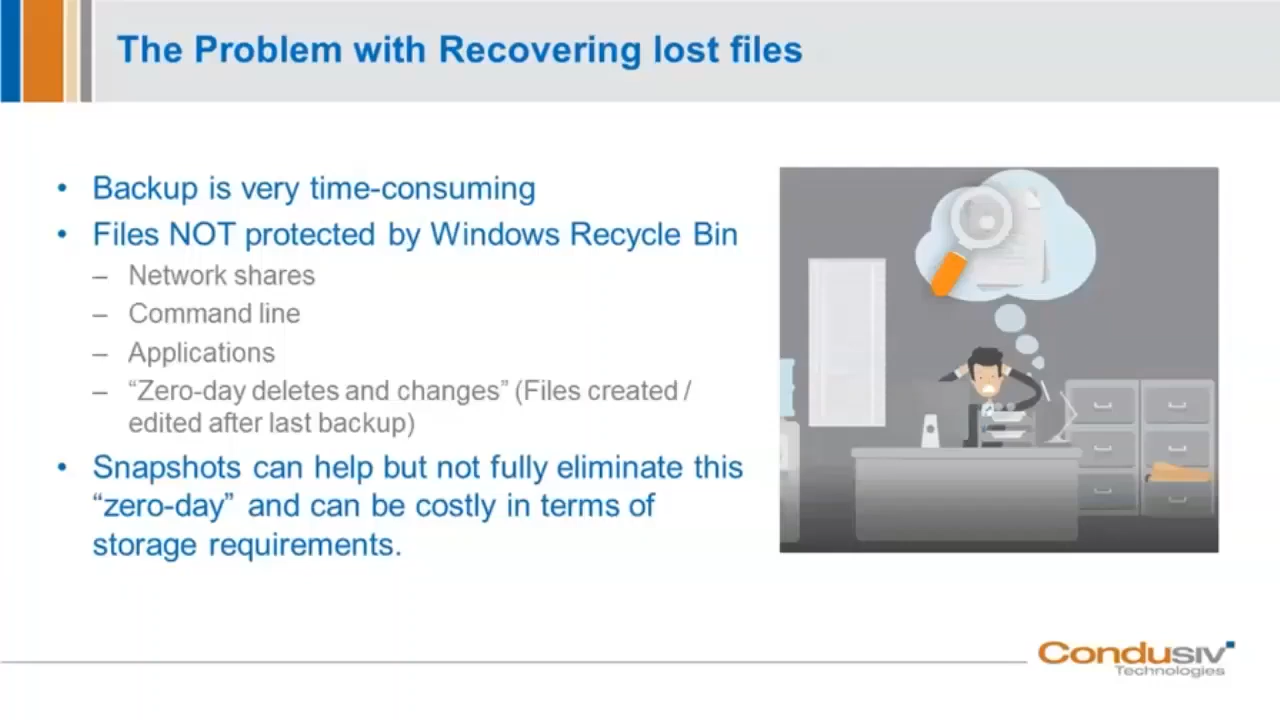 The Problem with Recovering lost files
• Backup is very time-consuming
• Files NOT protected by Windows Recycle Bin
– Network shares
– Command line
– Applications
– “Zero-day deletes and changes” (Files created /
edited after last backup)
• Snapshots can help but not fully eliminate this
“zero-day” and can be costly in terms of
storage requirements.
Condusiv
Technologies